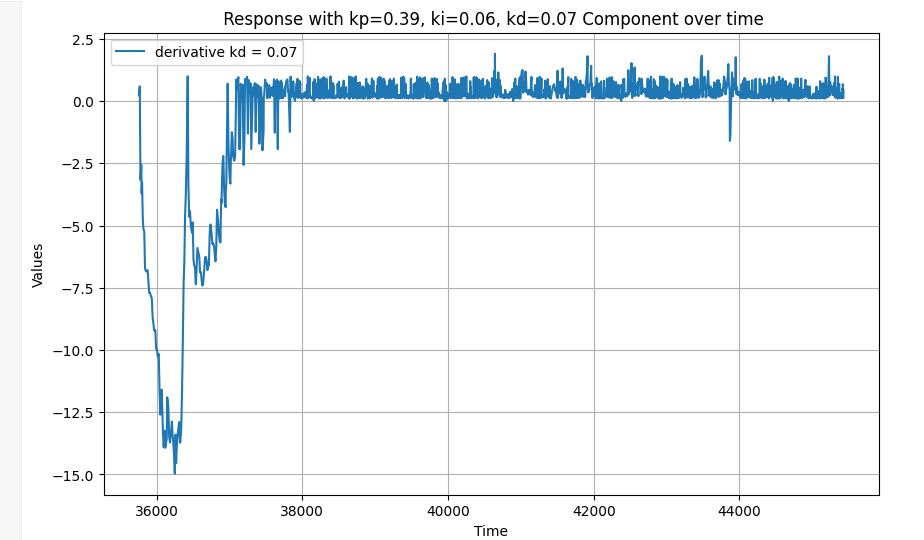 Response with kp=0.39, ki=0.06, kd=0.07 Component over time
derivative kd = 0.07
2.5
0.0
−2.5
−5.0
−7.5
−10.0
−12.5
−15.0
Values
36000 38000 40000 42000 44000
Time